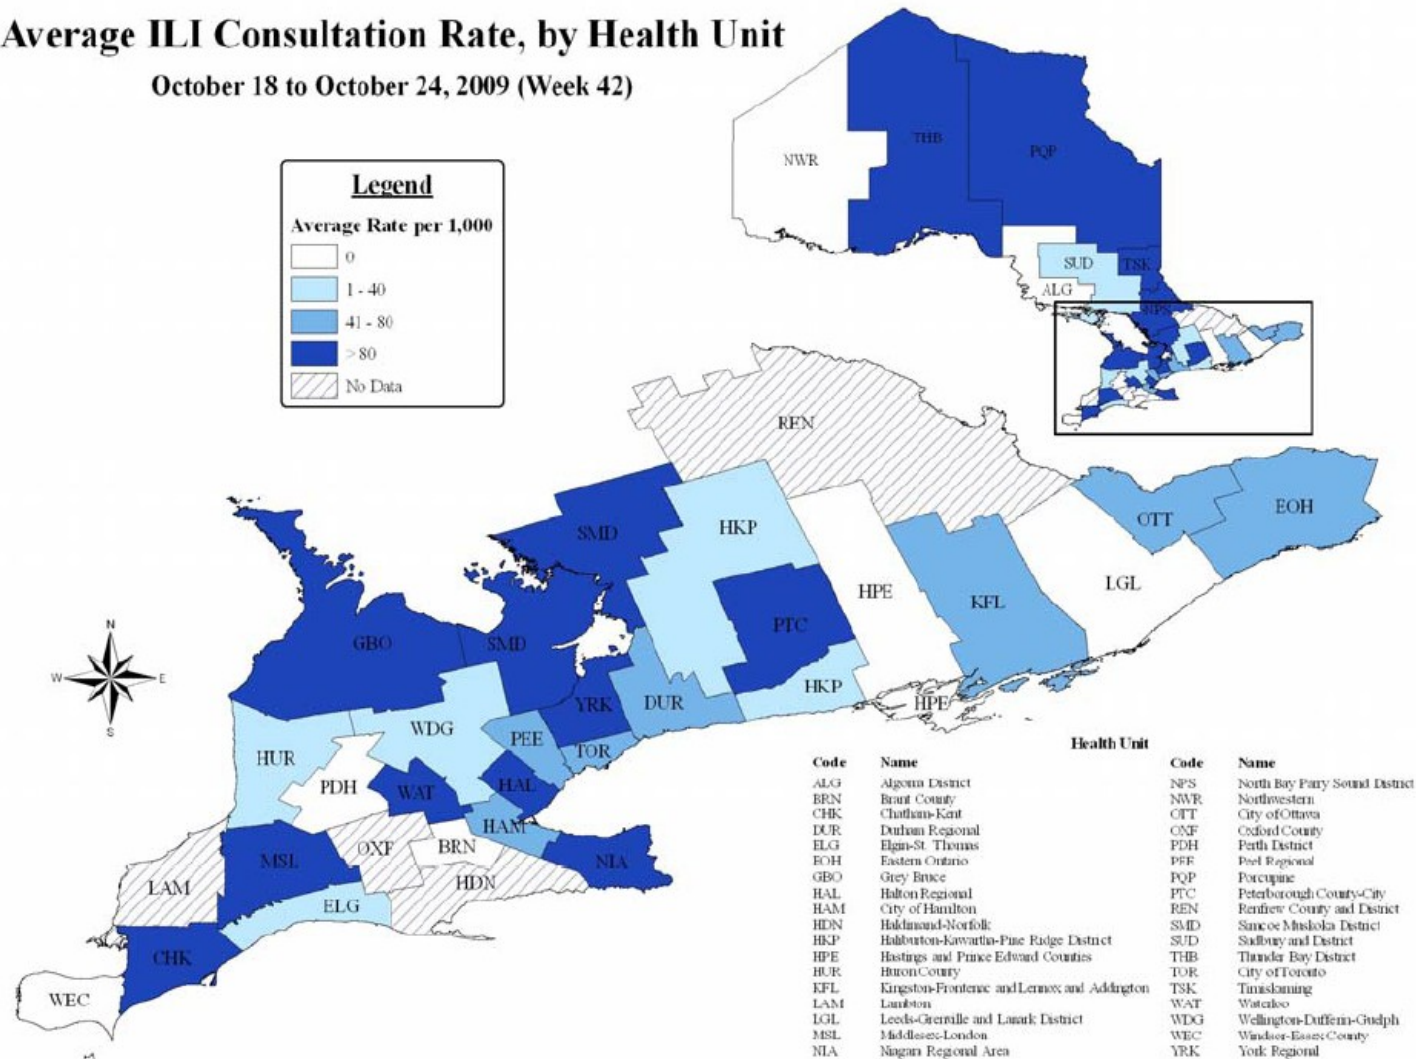 Average ILI Consultation Rate, by Health Unit
October 18 to October 24, 2009 (Week 42)
Legend
Average Rate per 1,000
0
1 - 40
41 - 80
> 80
No Data
NWR
THB
PQP
SUD
TSK
ALG
NPS
REN
SMD
HKP
OTT
EOH
HPE
KFL
LGL
GBO
SMD
PTC
HKP
HPE
YRK
DUR
WDG
PEE
TOR
HUR
PDH
WAT
HAL
HAM
OXF
BRN
MSL
NIA
LAM
HDN
ELG
CHK
WEC
N
W
E
S
Health Unit
Code Name Code Name
ALG Algoma District NPS North Bay Parry Sound District
BRN Brant County NWR Northwestern
CHK Chatham-Kent OTT City of Ottawa
DUR Durham Regional OXF Oxford County
ELG Elgin-St. Thomas PDH Perth District
EOH Eastern Ontario PEE Peel Regional
GBO Grey Bruce PQP Porcupine
HAL Halton Regional PTC Peterborough County-City
HAM City of Hamilton REN Renfrew County and District
HDN Haldimand-Norfolk SMD Simcoe Muskoka District
HKP Haliburton-Kawartha-Pine Ridge District SUD Sudbury and District
HPE Hastings and Prince Edward Counties THB Thunder Bay District
HUR Huron County TOR City of Toronto
KFL Kingston-Frontenac and Lennox and Addington TSK Timiskaming
LAM Lambton WAT Waterloo
LGL Leeds-Grenville and Lanark District WDG Wellington-Dufferin-Guelph
MSL Middlesex-London WEC Windsor-Essex County
NIA Niagara Regional Area YRK York Regional